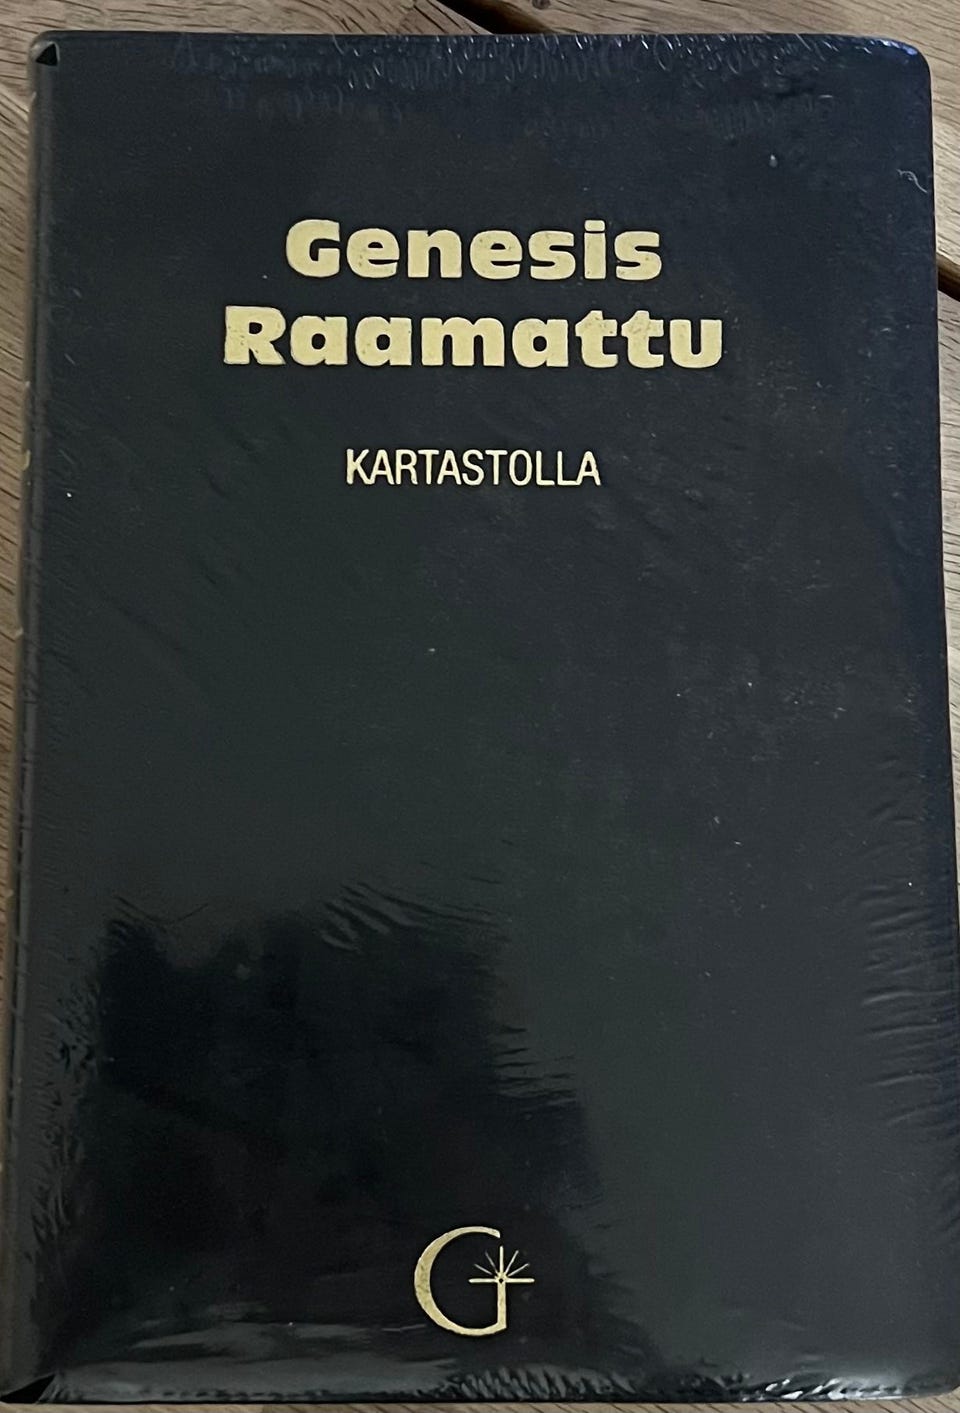 Genesis
Raamattu
KARTASTOLLA
G